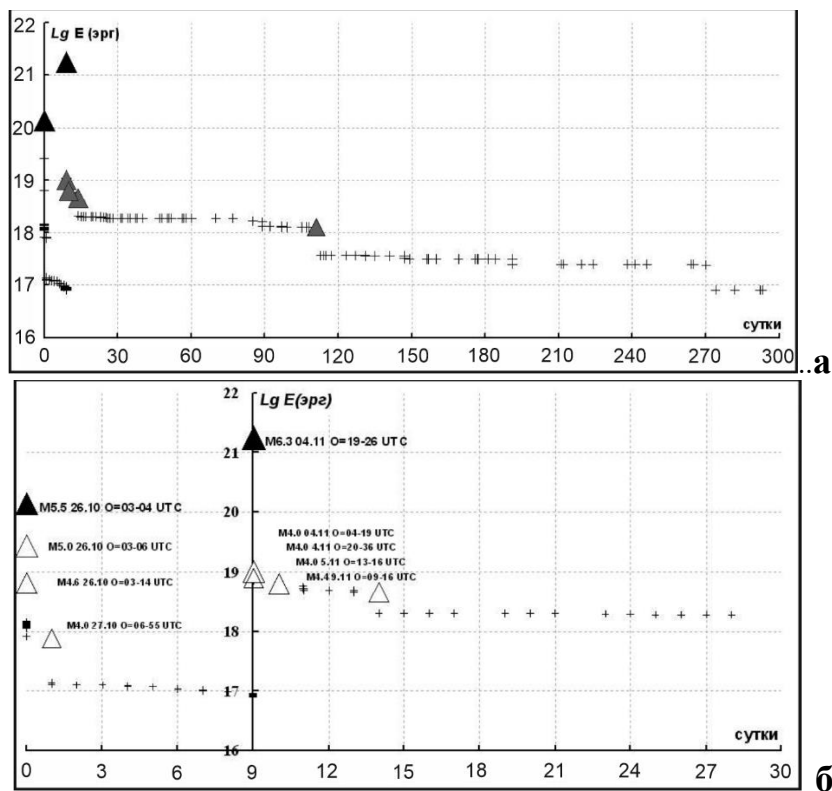 22
Lg E (эрг)
21
20
19
18
17
16
сутки
0 30 60 90 120 150 180 210 240 270 300
..а
22
Lg E(эрг)
M6.3 04.11 O=19-26 UTC
21
M5.5 26.10 O=03-04 UTC
20
M5.0 26.10 O=03-06 UTC
M4.0 04.11 O=04-19 UTC
M4.0 4.11 O=20-36 UTC
M4.0 5.11 O=13-16 UTC
M4.4 9.11 O=09-16 UTC
M4.6 26.10 O=03-14 UTC
19
M4.0 27.10 O=06-55 UTC
18
17
16
сутки
0 3 6 9 12 15 18 21 24 27 30
б